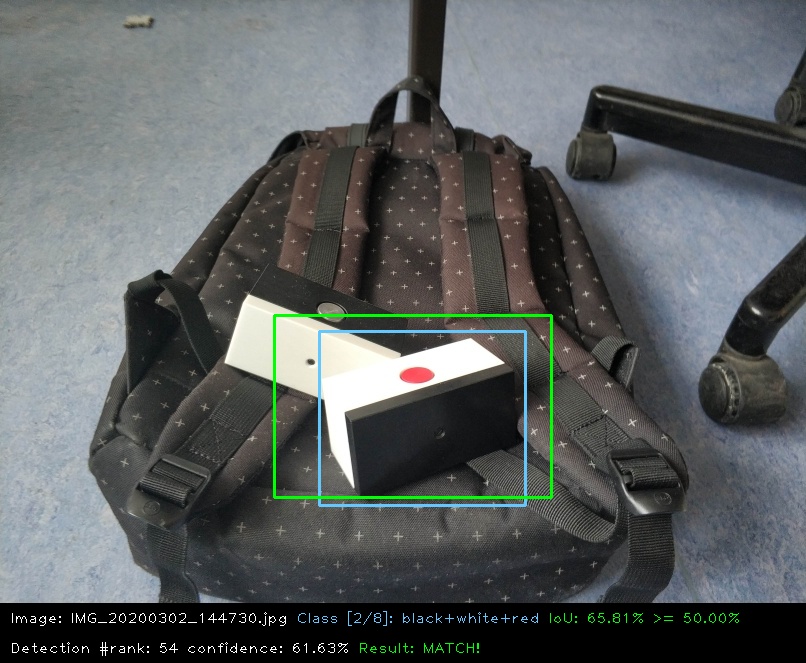 Image: IMG_20200302_144730.jpg Class [2/8]: black+white+red IoU: 65.81% >= 50.00%
Detection #rank: 54 confidence: 61.63% Result: MATCH!